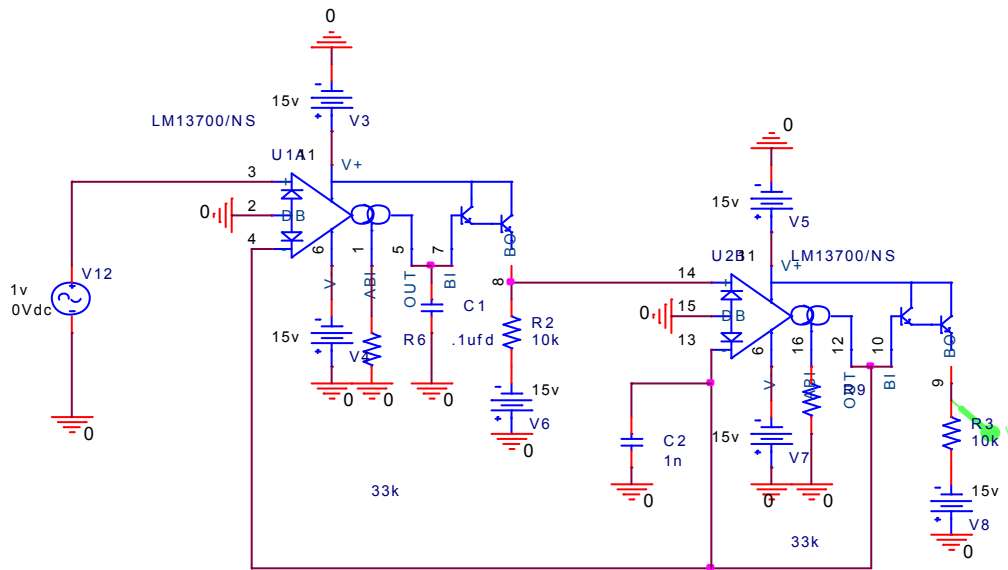 0
15v
V3
LM13700/NS
U1A
11
V+
3
0
2
DB
4
6
V
1
ABI
5
OUT
7
BI
BO
8
V12
1v
0Vdc
0
15v
V4
R6
C1
.1ufd
R2
10k
0
0
0
15v
V6
0
33k
0
15v
V5
U2B
11
LM13700/NS
V+
14
0
15
DB
13
6
V
16
ABI
12
OUT
10
BI
BO
9
R9
C2
1n
0
15v
V7
0
0
R3
10k
V
15v
V8
0
33k